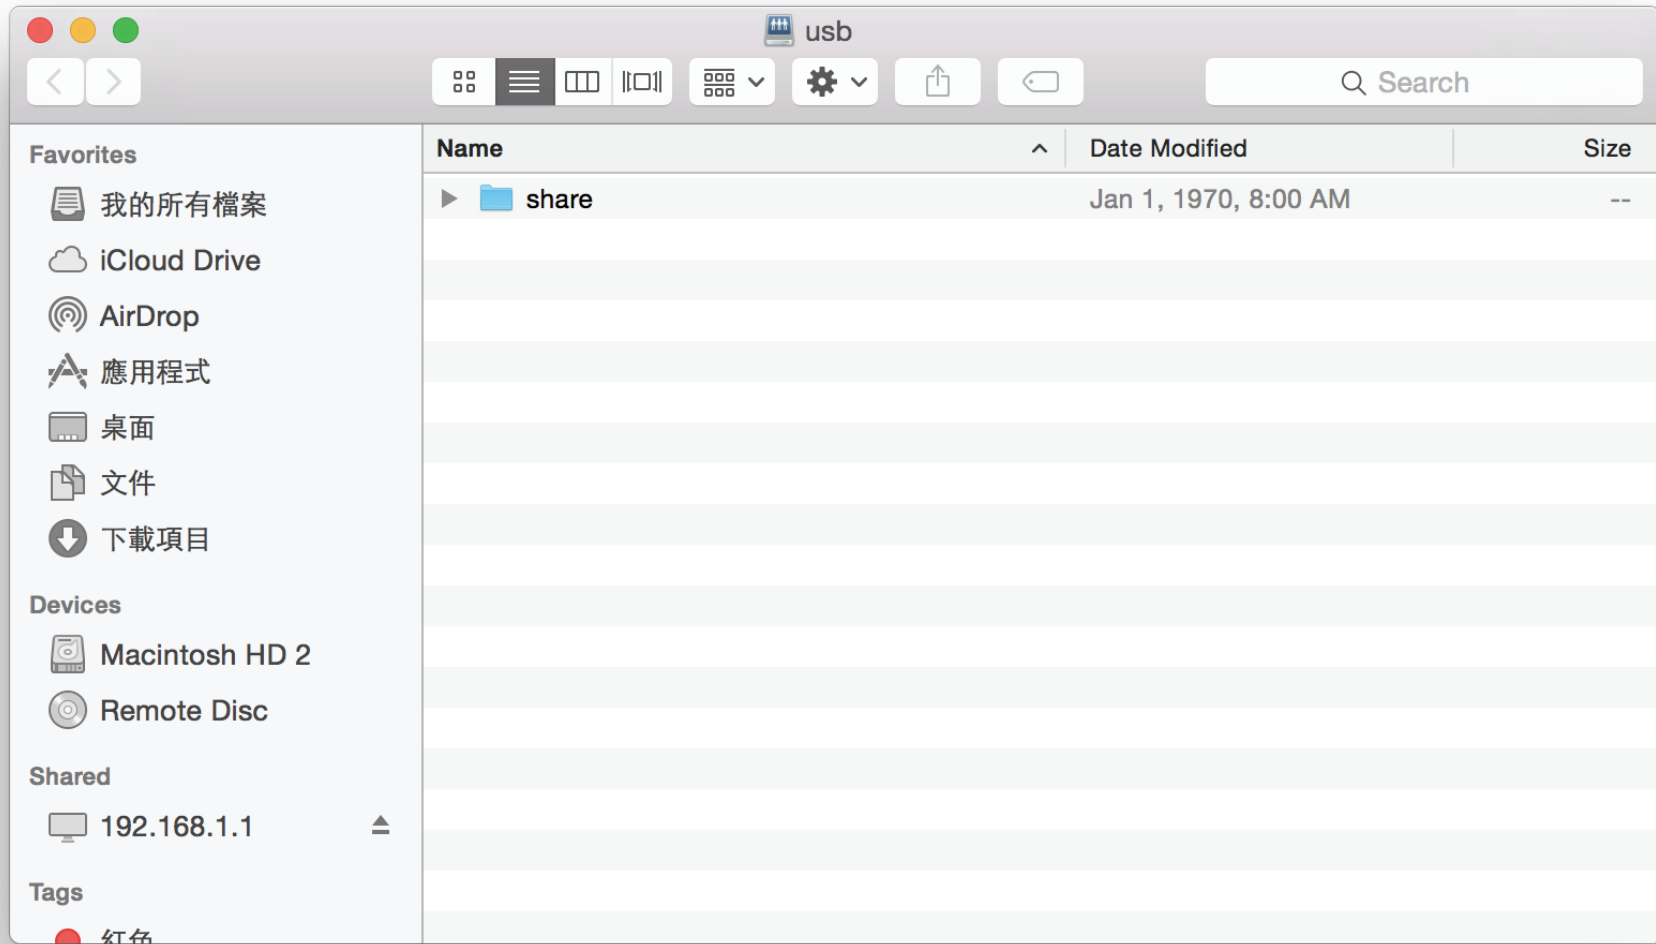 usb
Search
Favorites
我的所有檔案
iCloud Drive
AirDrop
應用程式
桌面
文件
下載項目
Devices
Macintosh HD 2
Remote Disc
Shared
192.168.1.1
Tags
紅色
Name Date Modified Size
share Jan 1, 1970, 8:00 AM --